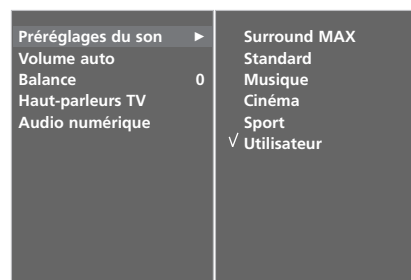 Préréglages du son ►
Volume auto
Balance 0
Haut-parleurs TV
Audio numérique
Surround MAX
Standard
Musique
Cinéma
Sport
√ Utilisateur